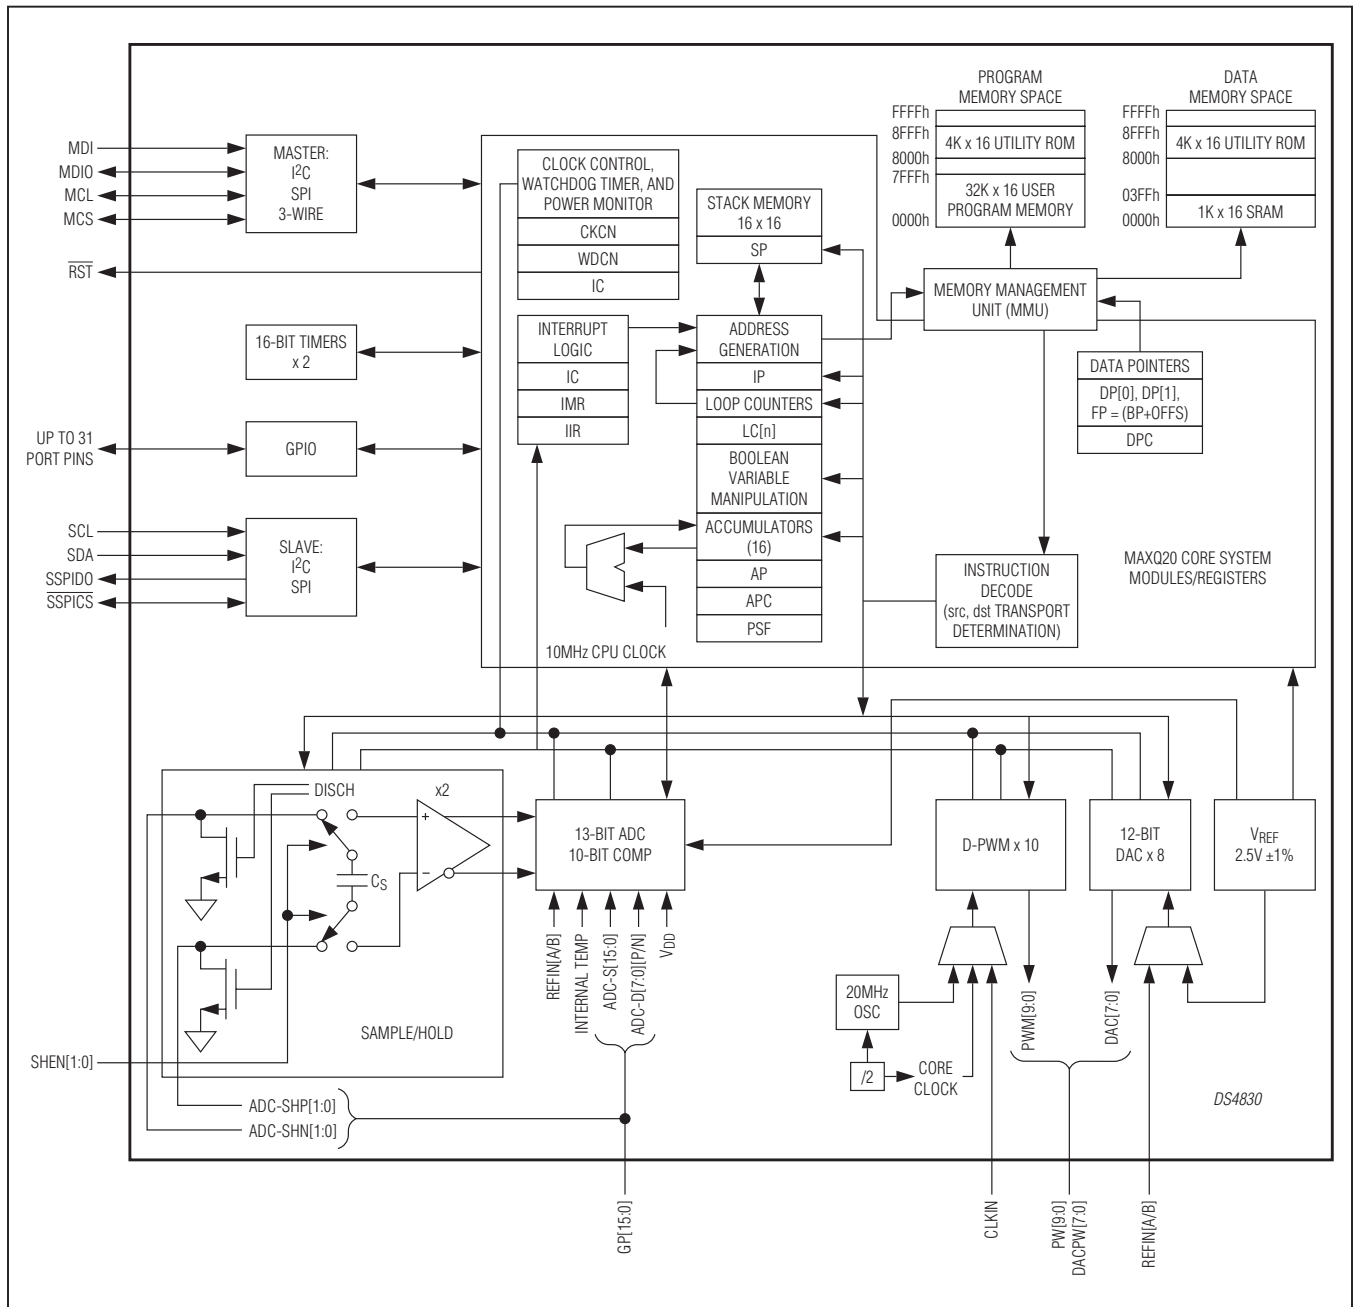 PROGRAM
MEMORY SPACE
DATA
MEMORY SPACE
FFFFh
8FFFh
4K x 16 UTILITY ROM
8000h
7FFFh
32K x 16 USER
PROGRAM MEMORY
0000h
FFFFh
8FFFh
4K x 16 UTILITY ROM
8000h
03FFh
1K x 16 SRAM
0000h
MDI
MDIO
MCL
MCS
MASTER:
I2C
SPI
3-WIRE
RST
CLOCK CONTROL,
WATCHDOG TIMER, AND
POWER MONITOR
CKCN
WDCN
IC
STACK MEMORY
16 x 16
SP
MEMORY MANAGEMENT
UNIT (MMU)
16-BIT TIMERS
x 2
INTERRUPT
LOGIC
IC
IMR
IIR
ADDRESS
GENERATION
IP
LOOP COUNTERS
LC[n]
BOOLEAN
VARIABLE
MANIPULATION
ACCUMULATORS
(16)
AP
APC
PSF
DATA POINTERS
DP[0], DP[1],
FP = (BP+OFFS)
DPC
UP TO 31
PORT PINS
GPIO
SCL
SDA
SSPIDO
SSPICS
SLAVE:
I2C
SPI
INSTRUCTION
DECODE
(src, dst TRANSPORT
DETERMINATION)
MAXQ20 CORE SYSTEM
MODULES/REGISTERS
10MHz CPU CLOCK
DISCH
x2
+
−
CS
SAMPLE/HOLD
13-BIT ADC
10-BIT COMP
D-PWM x 10
12-BIT
DAC x 8
VREF
2.5V ±1%
REFIN[A/B]
INTERNAL TEMP
ADC-S[15:0]
ADC-D[7:0][P/N]
VDD
20MHz
OSC
/2
CORE
CLOCK
PWM[9:0]
DAC[7:0]
SHEN[1:0]
ADC-SHP[1:0]
ADC-SHN[1:0]
DS4830
GP[15:0]
CLKIN
PW[9:0]
DACPW[7:0]
REFIN[A/B]